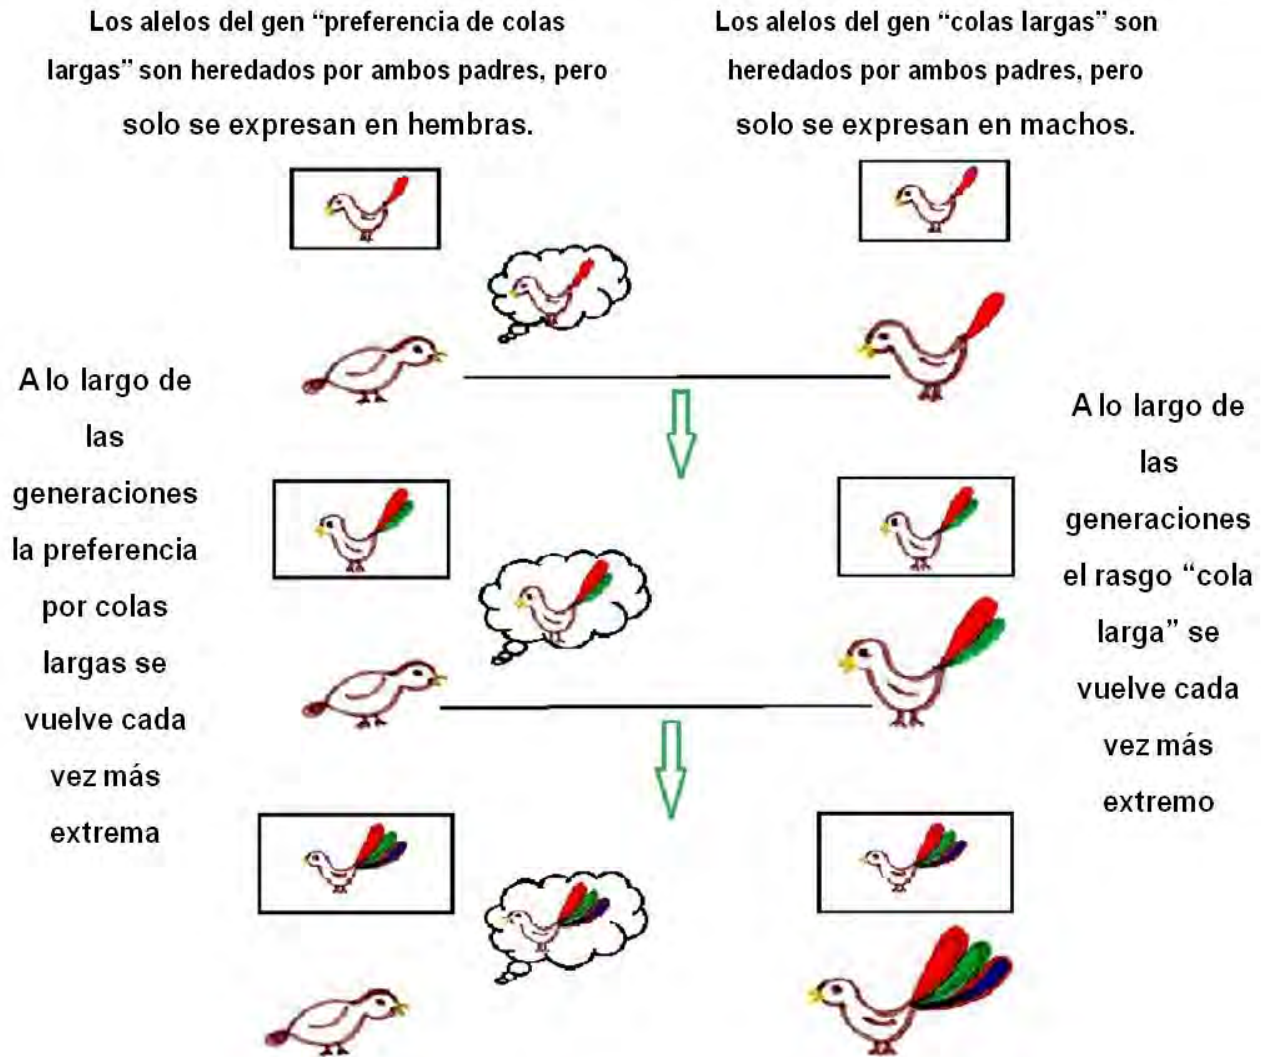 Los alelos del gen “preferencia de colas
largas” son heredados por ambos padres, pero
solo se expresan en hembras.
Los alelos del gen “colas largas” son
heredados por ambos padres, pero
solo se expresan en machos.
A lo largo de
las
generaciones
la preferencia
por colas
largas se
vuelve cada
vez más
extrema
A lo largo de
las
generaciones
el rasgo “cola
larga” se
vuelve cada
vez más
extremo